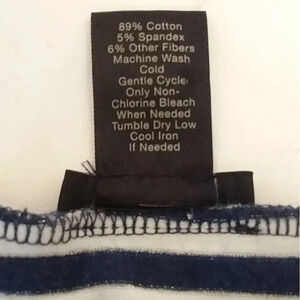 89% Cotton
5% Spandex
6% Other Fibers
Machine Wash
Cold
Gentle Cycle
Only Non-
Chlorine Bleach
When Needed
Tumble Dry Low
Cool Iron
If Needed